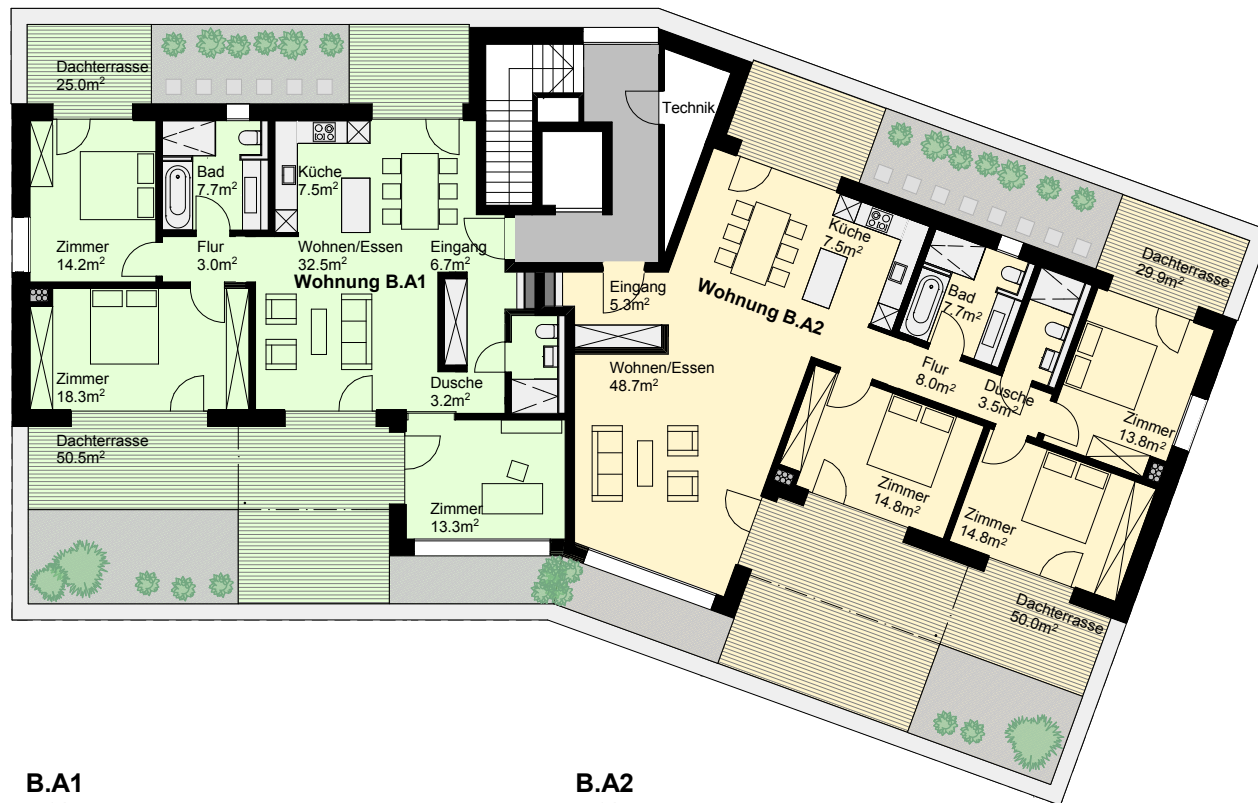 Dachterrasse
25.0m²
Technik
Bad
7.7m²
Küche
7.5m²
Zimmer
14.2m²
Flur
3.0m²
Wohnen/Essen
32.5m²
Eingang
6.7m²
Wohnung B.A1
Zimmer
18.3m²
Dusche
3.2m²
Dachterrasse
50.5m²
Zimmer
13.3m²
Küche
7.5m²
Dachterrasse
29.9m²
Eingang
5.3m²
Wohnung B.A2
Bad
7.7m²
Wohnen/Essen
48.7m²
Flur
8.0m²
Dusche
3.5m²
Zimmer
13.8m²
Zimmer
14.8m²
Zimmer
14.8m²
Dachterrasse
50.0m²
B.A1
B.A2